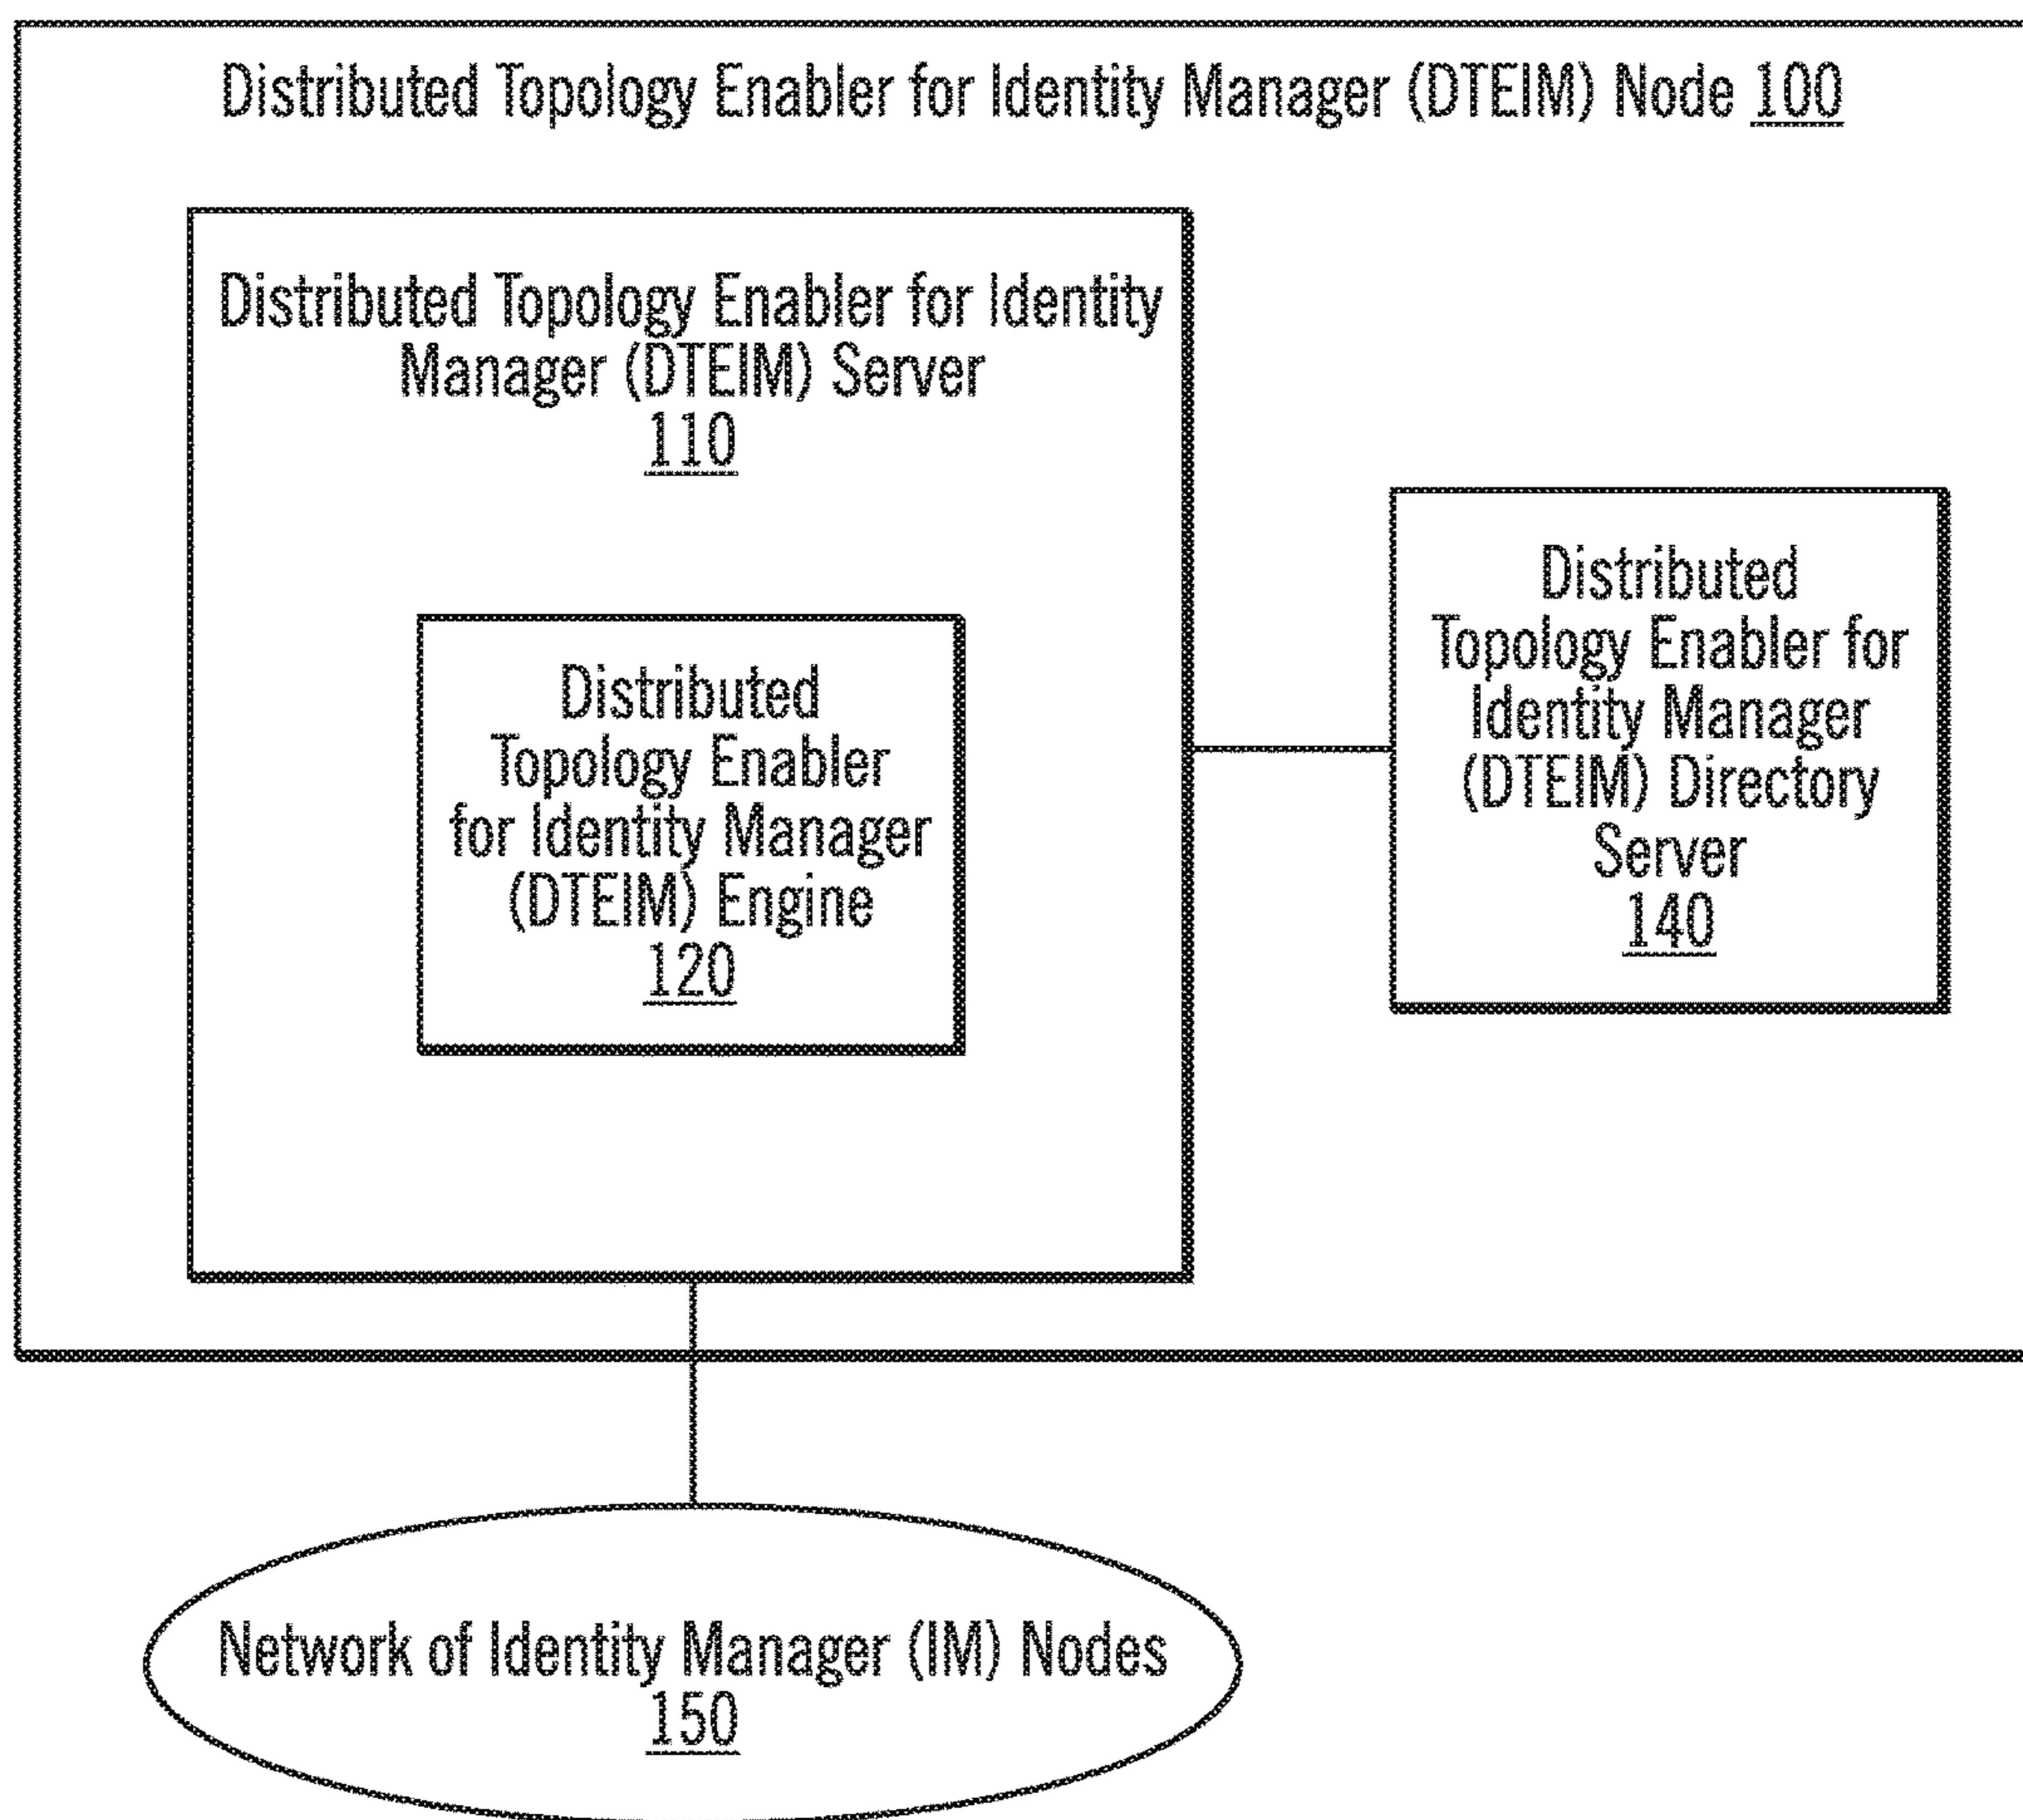 Distributed Topology Enabler for Identity Manager (DTEIM) Node 100
Distributed Topology Enabler for Identity
Manager (DTEIM) Server
110
Distributed
Topology Enabler
for Identity Manager
(DTEIM) Engine
120
Distributed
Topology Enabler for
Identity Manager
(DTEIM) Directory
Server
140
Network of Identity Manager (IM) Nodes
150